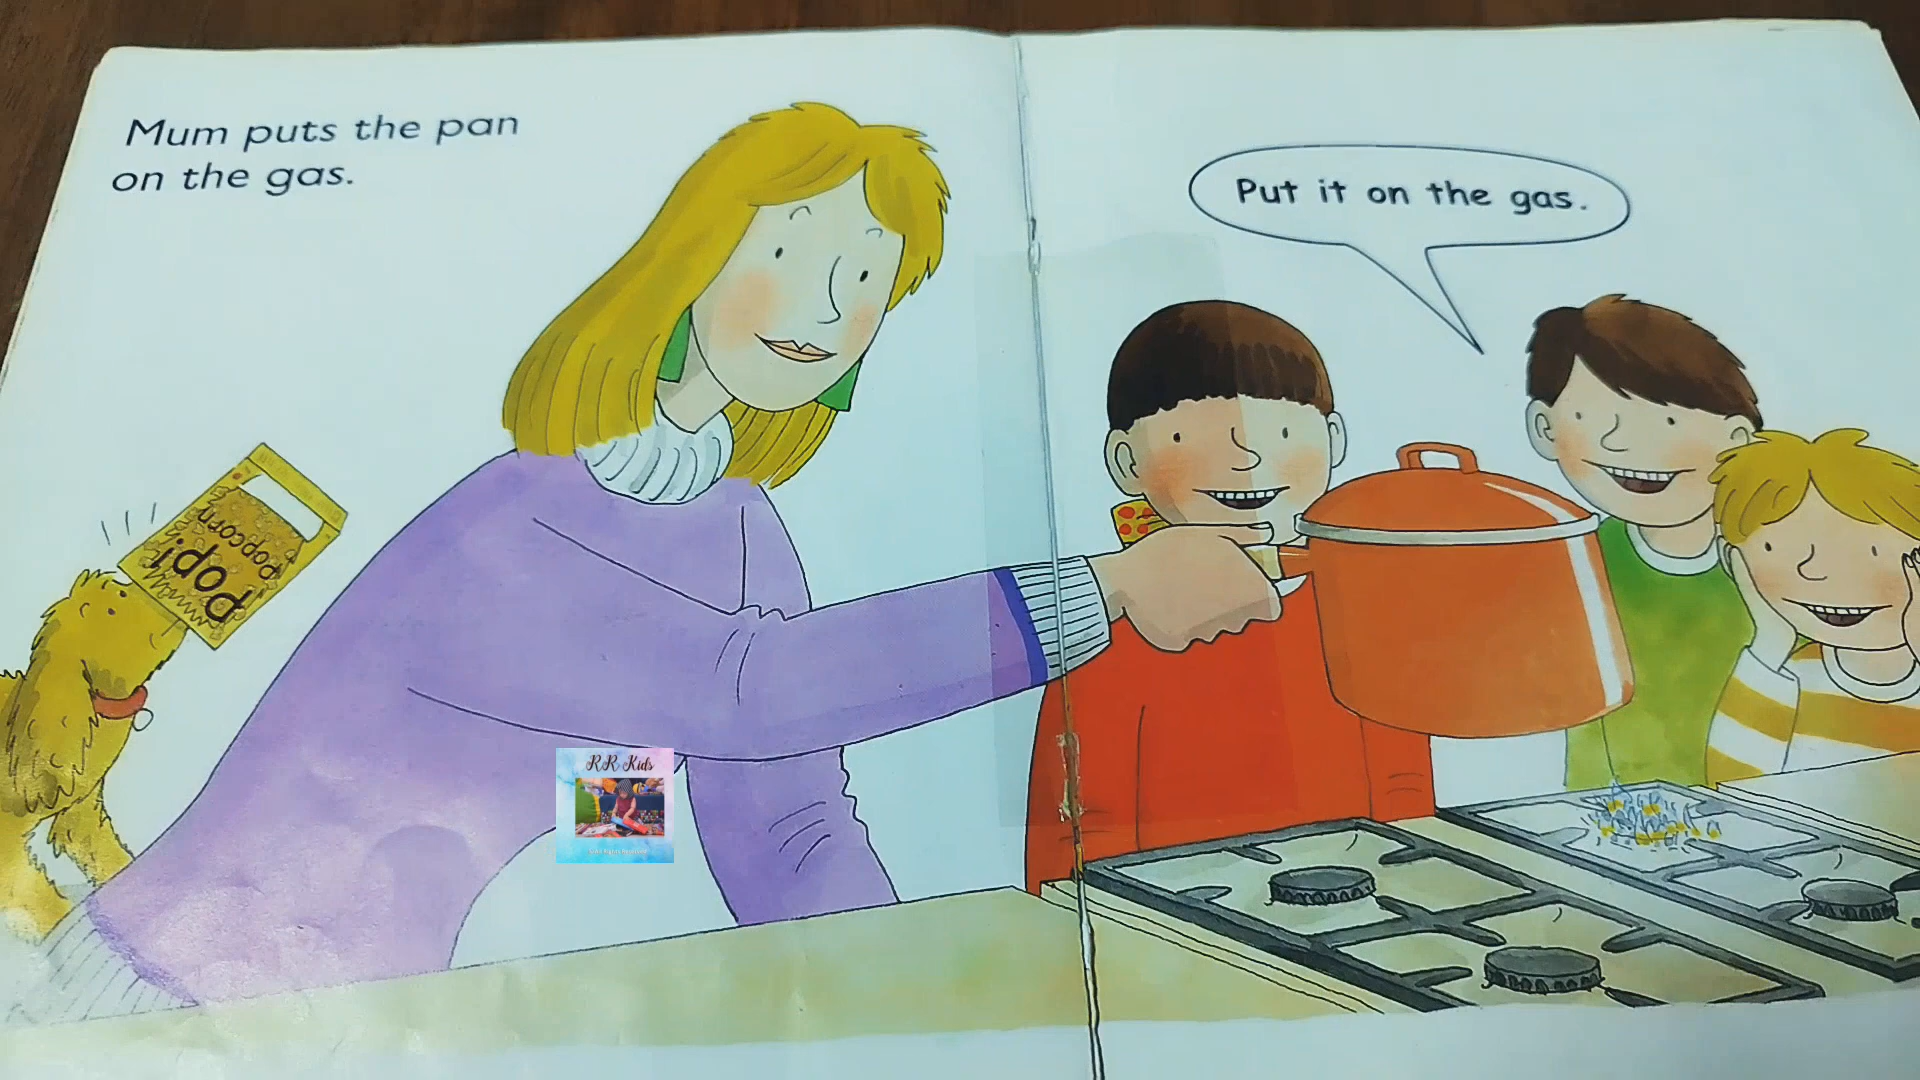 Mum puts the pan
on the gas.
Put it on the gas.
pop!
popcorn
RR Kids